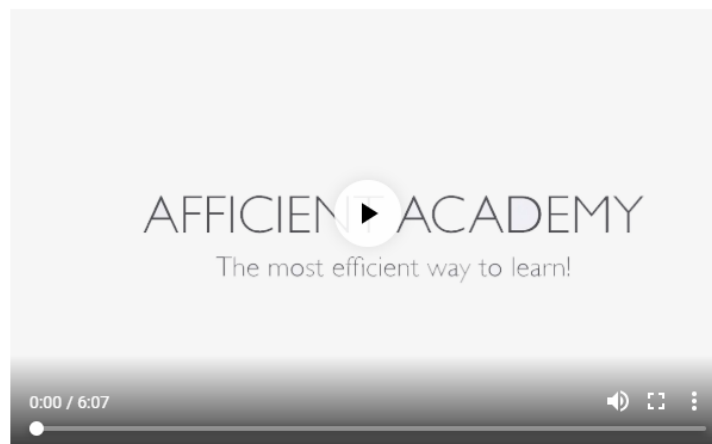 AFFICIENT ACADEMY
The most efficient way to learn!
0:00 / 6:07